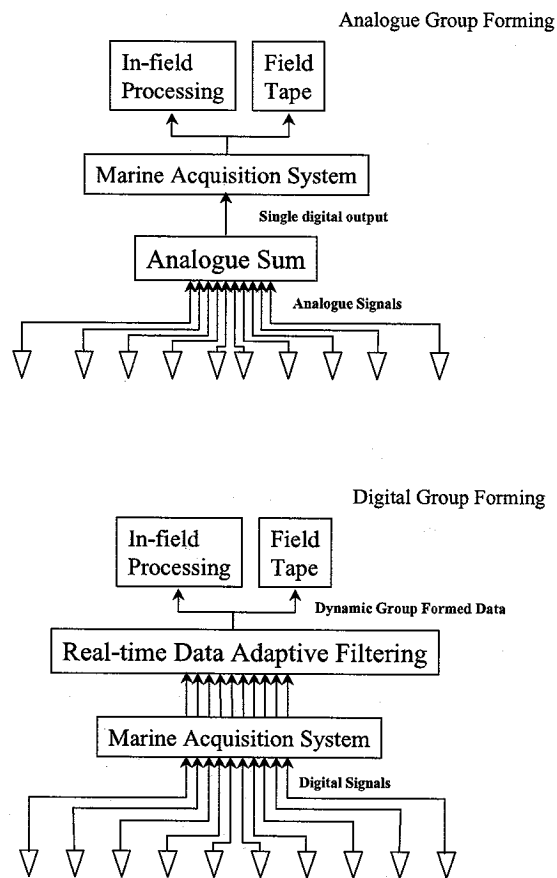 Analogue Group Forming
In-field
Processing
Field
Tape
Marine Acquisition System
Single digital output
Analogue Sum
Analogue Signals
Digital Group Forming
In-field
Processing
Field
Tape
Dynamic Group Formed Data
Real-time Data Adaptive Filtering
Marine Acquisition System
Digital Signals